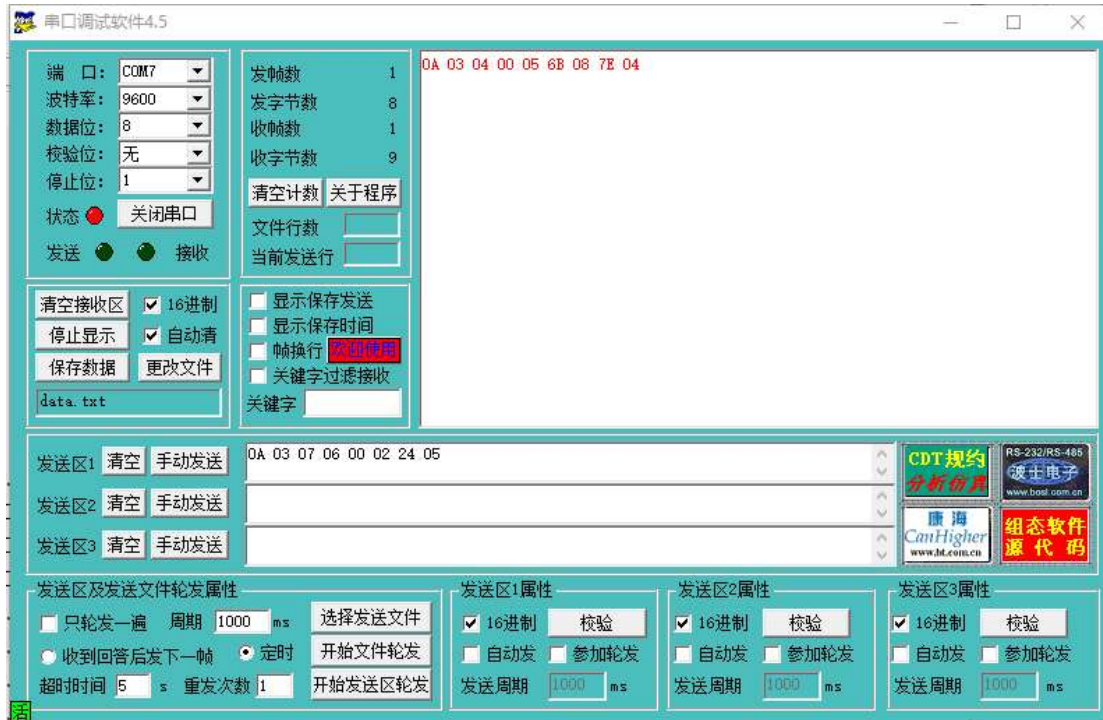 串口调试软件4.5
端 口: COM7
波特率: 9600
数据位: 8
校验位: 无
停止位: 1
状态 关闭串口
发送 接收
发帧数 1
发字节数 8
收帧数 1
收字节数 9
清空计数 关于程序
文件行数
当前发送行
0A 03 04 00 05 6B 08 7E 04
清空接收区 16进制
停止显示 自动清
保存数据 更改文件
data.txt
显示保存发送
显示保存时间
帧换行 欢迎使用
关键字过滤接收
关键字
发送区1 清空 手动发送 0A 03 07 06 00 02 24 05
发送区2 清空 手动发送
发送区3 清空 手动发送
CDT规约
分析仿真
RS-232/RS-485
波士电子
www.bosi.com.cn
康海
CanHigher
www.ht.com.cn
组态软件
源代码
发送区及发送文件轮发属性
只轮发一遍 周期 1000 ms 选择发送文件
收到回答后发下一帧 定时 开始文件轮发
超时时间 5 s 重发次数 1 开始发送区轮发
发送区1属性
16进制 校验
自动发 参加轮发
发送周期 1000 ms
发送区2属性
16进制 校验
自动发 参加轮发
发送周期 1000 ms
发送区3属性
16进制 校验
自动发 参加轮发
发送周期 1000 ms
活